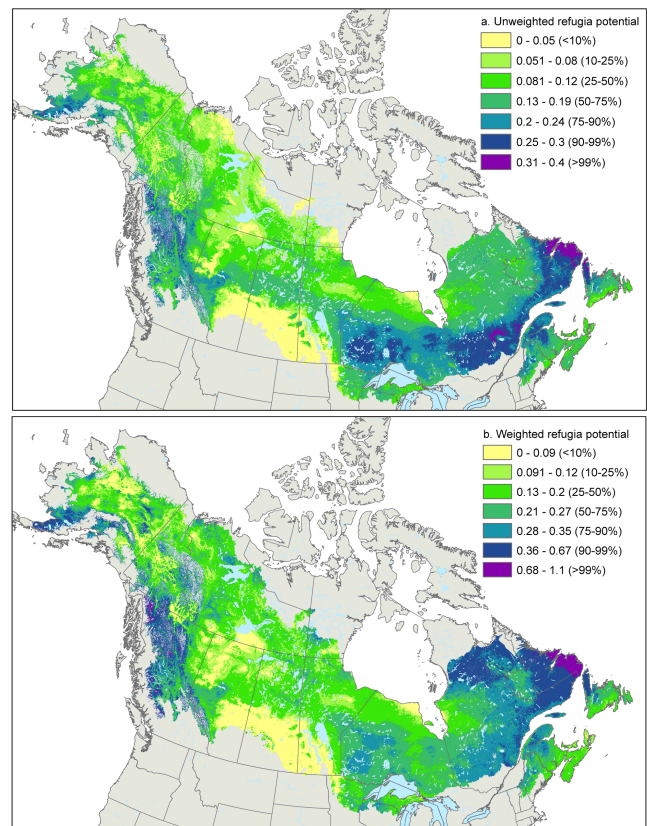 a. Unweighted refugia potential
0 - 0.05 (<10%)
0.051 - 0.08 (10-25%)
0.081 - 0.12 (25-50%)
0.13 - 0.19 (50-75%)
0.2 - 0.24 (75-90%)
0.25 - 0.3 (90-99%)
0.31 - 0.4 (>99%)
b. Weighted refugia potential
0 - 0.09 (<10%)
0.091 - 0.12 (10-25%)
0.13 - 0.2 (25-50%)
0.21 - 0.27 (50-75%)
0.28 - 0.35 (75-90%)
0.36 - 0.67 (90-99%)
0.68 - 1.1 (>99%)